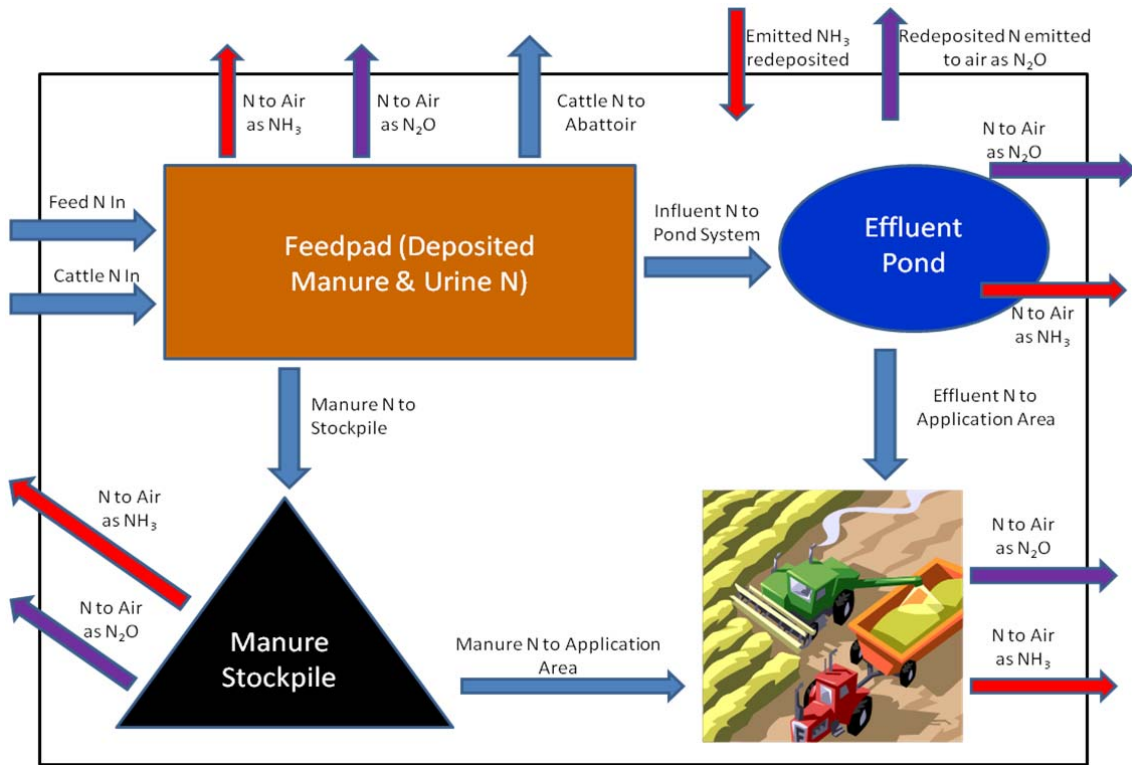 Emitted NH₃
redeposited
Redeposited N emitted
to air as N₂O
N to Air
as NH₃
N to Air
as N₂O
Cattle N to
Abattoir
N to Air
as N₂O
Feed N In
Cattle N In
Feedpad (Deposited
Manure & Urine N)
Influent N to
Pond System
Effluent
Pond
N to Air
as NH₃
Manure N to
Stockpile
Effluent N to
Application Area
N to Air
as NH₃
N to Air
as N₂O
N to Air
as N₂O
Manure
Stockpile
Manure N to Application
Area
N to Air
as NH₃